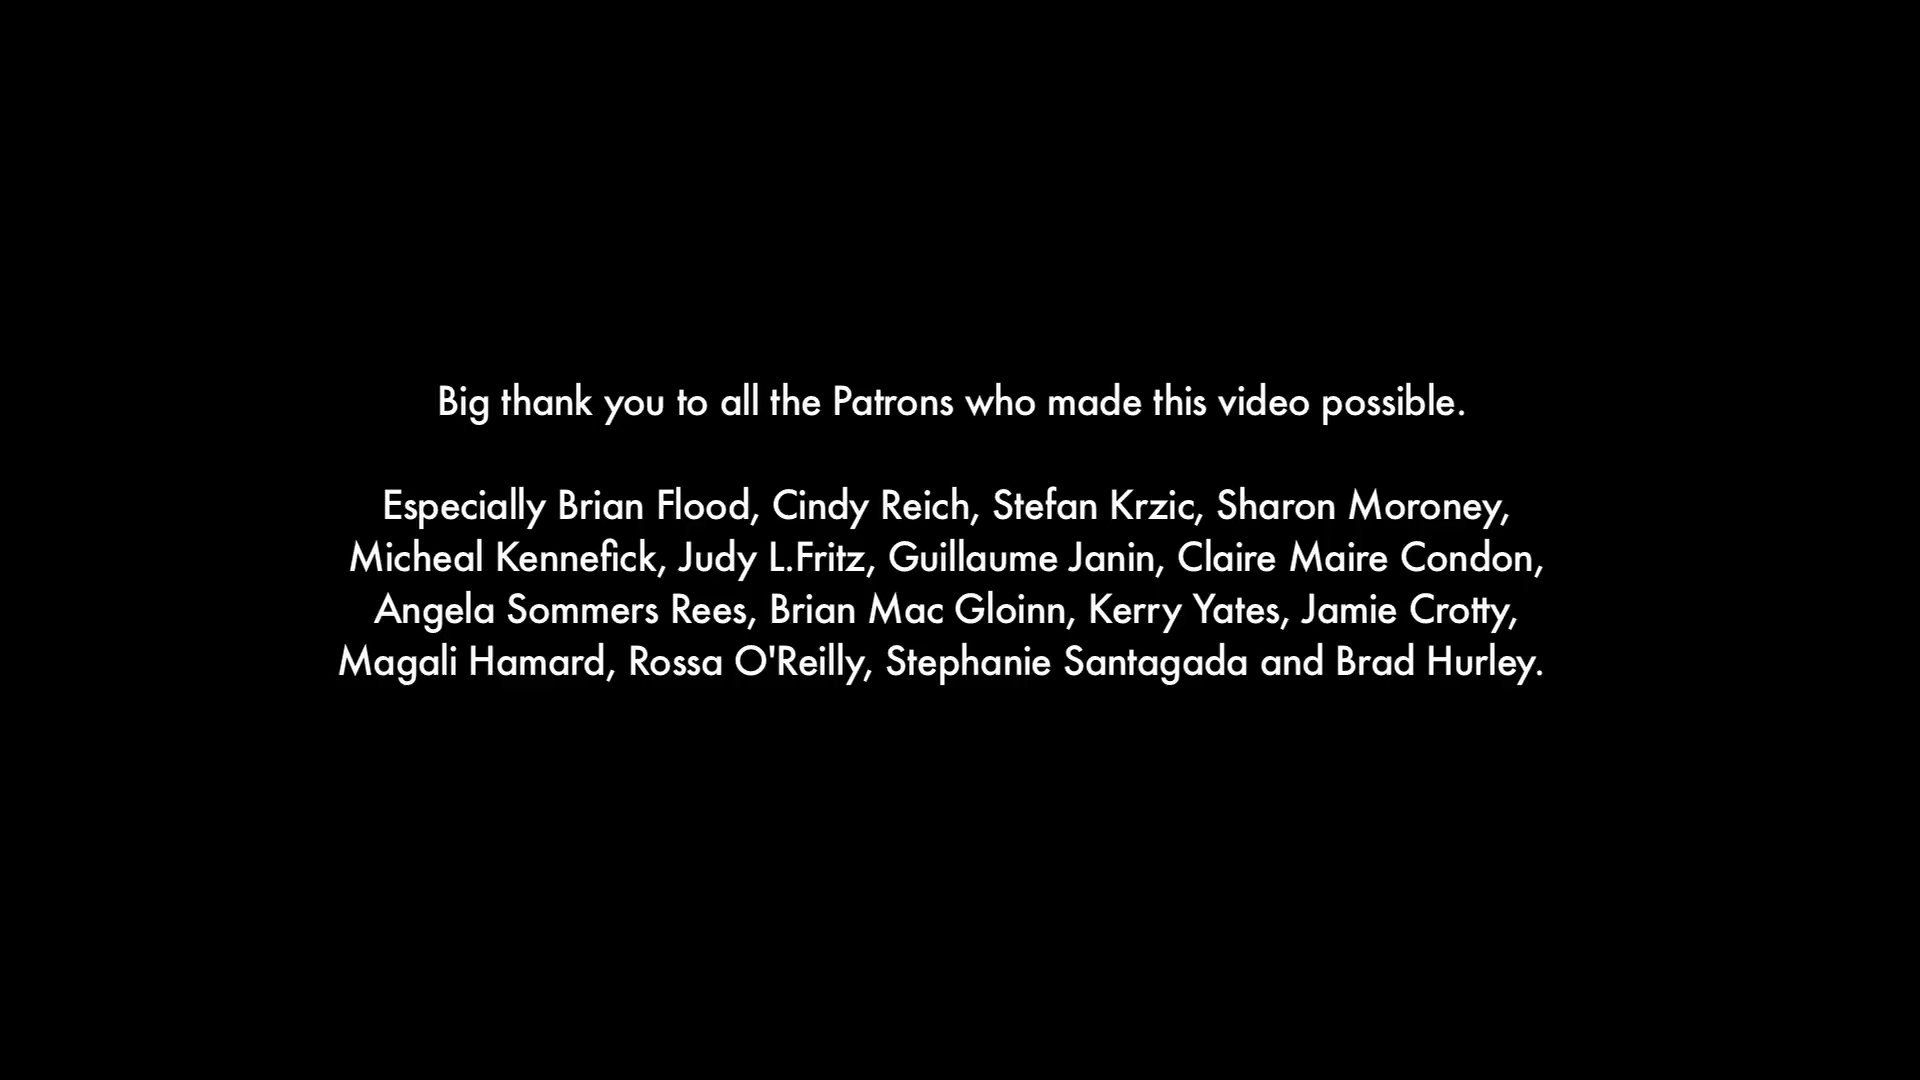 Big thank you to all the Patrons who made this video possible.
Especially Brian Flood, Cindy Reich, Stefan Krzic, Sharon Moroney,
Micheal Kennefick, Judy L.Fritz, Guillaume Janin, Claire Maire Condon,
Angela Sommers Rees, Brian Mac Gloinn, Kerry Yates, Jamie Crotty,
Magali Hamard, Rossa O'Reilly, Stephanie Santagada and Brad Hurley.